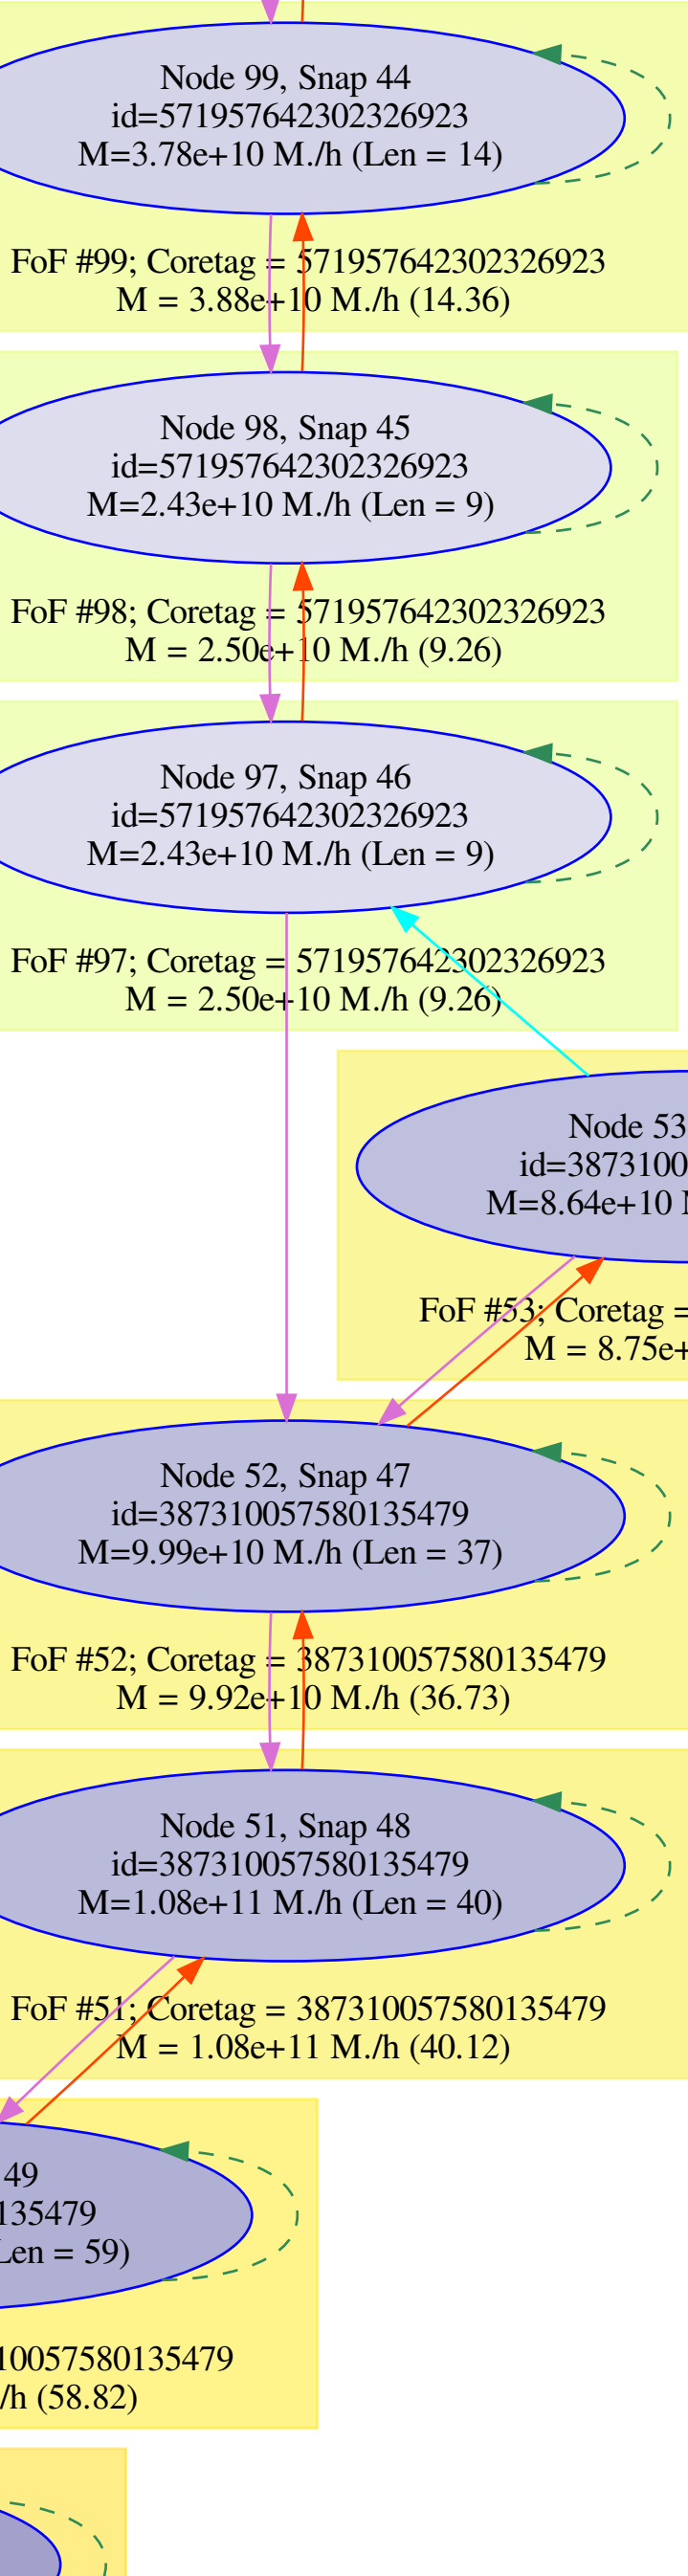 Node 99, Snap 44
id=571957642302326923
M=3.78e+10 M./h (Len = 14)
FoF #99; Coretag = 571957642302326923
M = 3.88e+10 M./h (14.36)
Node 98, Snap 45
id=571957642302326923
M=2.43e+10 M./h (Len = 9)
FoF #98; Coretag = 571957642302326923
M = 2.50e+10 M./h (9.26)
Node 97, Snap 46
id=571957642302326923
M=2.43e+10 M./h (Len = 9)
FoF #97; Coretag = 571957642302326923
M = 2.50e+10 M./h (9.26)
Node 53
id=3873100
M=8.64e+10
FoF #53; Coretag =
M = 8.75e+
Node 52, Snap 47
id=387310057580135479
M=9.99e+10 M./h (Len = 37)
FoF #52; Coretag = 387310057580135479
M = 9.92e+10 M./h (36.73)
Node 51, Snap 48
id=387310057580135479
M=1.08e+11 M./h (Len = 40)
FoF #51; Coretag = 387310057580135479
M = 1.08e+11 M./h (40.12)
49
135479
Len = 59)
10057580135479
/h (58.82)